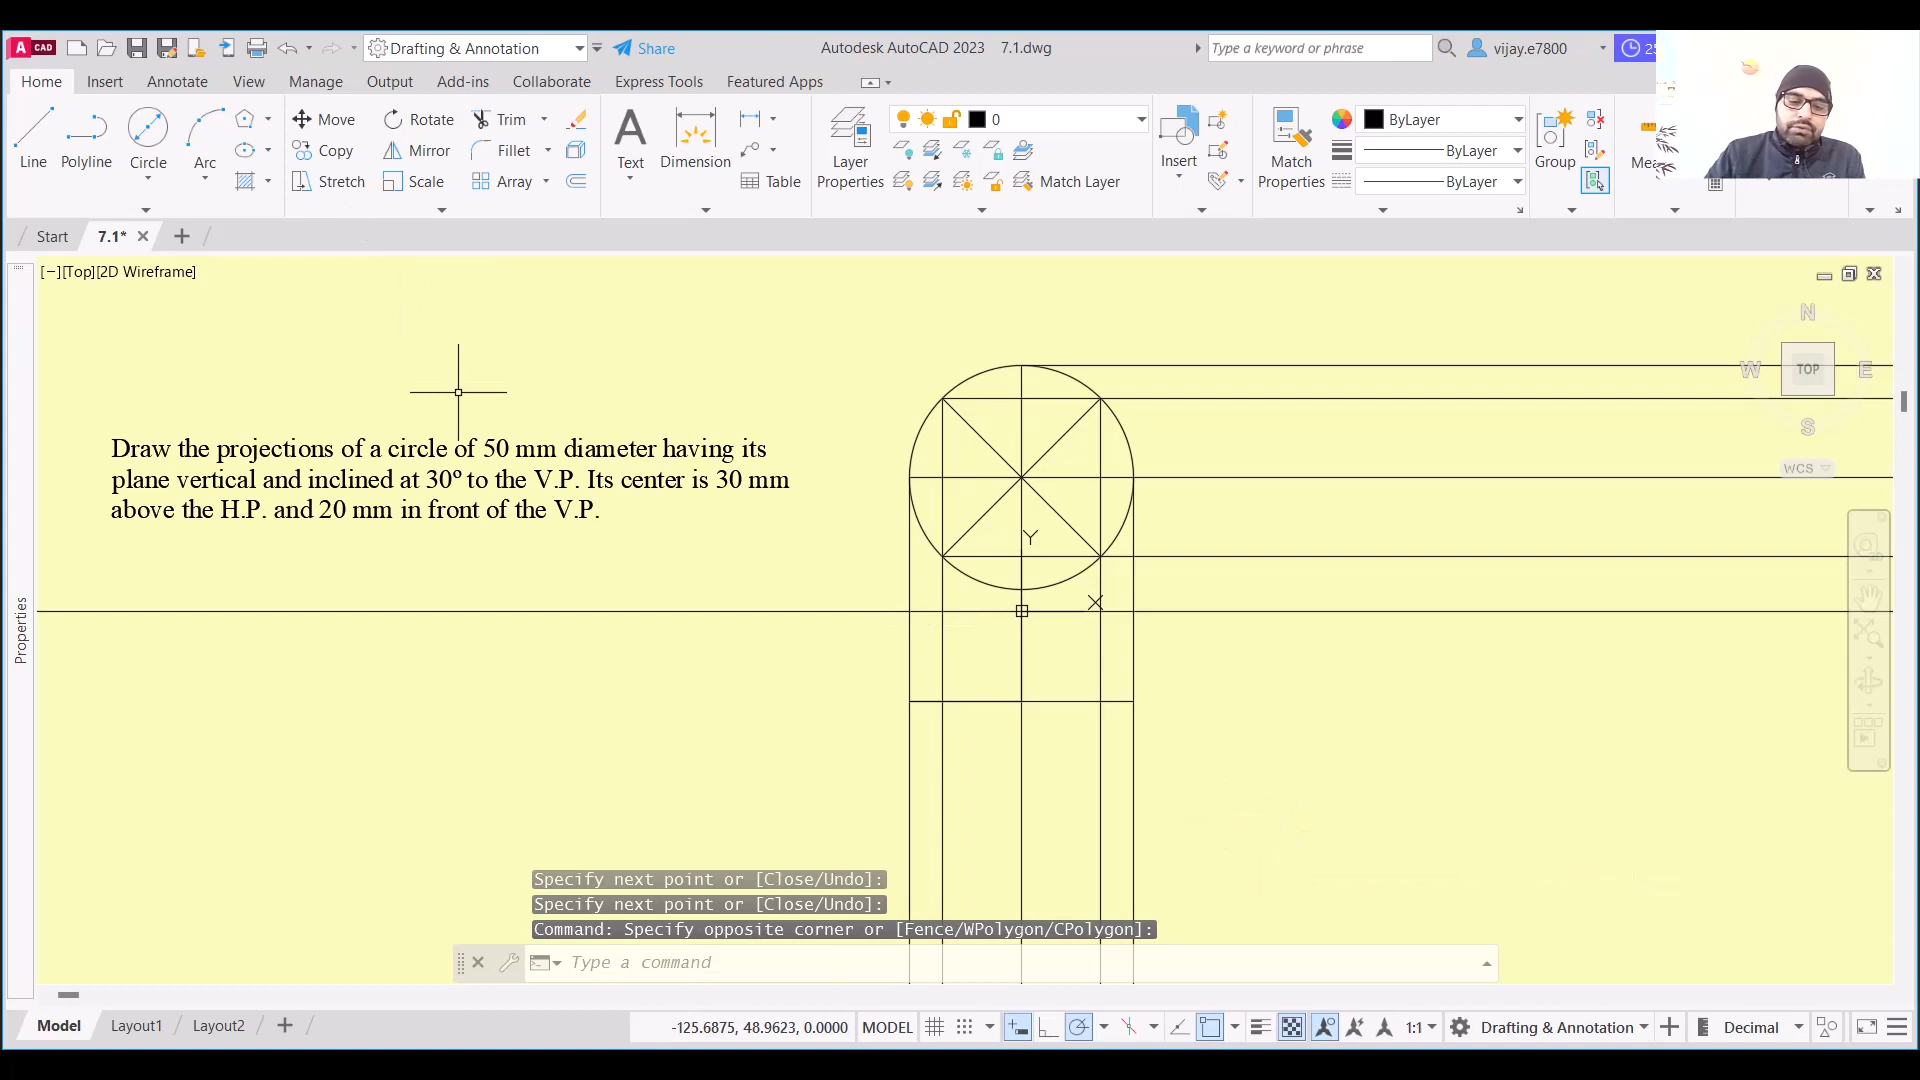 A CAD
Drafting & Annotation
Share
Autodesk AutoCAD 2023 7.1.dwg
Type a keyword or phrase
vijay.e7800
25
Home Insert Annotate View Manage Output Add-ins Collaborate Express Tools Featured Apps
Line Polyline Circle Arc
Move Rotate Trim
Copy Mirror Fillet
Stretch Scale Array
Text Dimension
Table
Layer
Properties
0
Match Layer
Insert
Match
Properties
ByLayer
ByLayer
ByLayer
Group
Start 7.1*
[−][Top][2D Wireframe]
N
W TOP E
S
WCS
Draw the projections of a circle of 50 mm diameter having its
plane vertical and inclined at 30º to the V.P. Its center is 30 mm
above the H.P. and 20 mm in front of the V.P.
Y
X
Properties
Specify next point or [Close/Undo]:
Specify next point or [Close/Undo]:
Command: Specify opposite corner or [Fence/WPolygon/CPolygon]:
Type a command
Model Layout1 Layout2
-125.6875, 48.9623, 0.0000 MODEL
1:1
Drafting & Annotation
Decimal